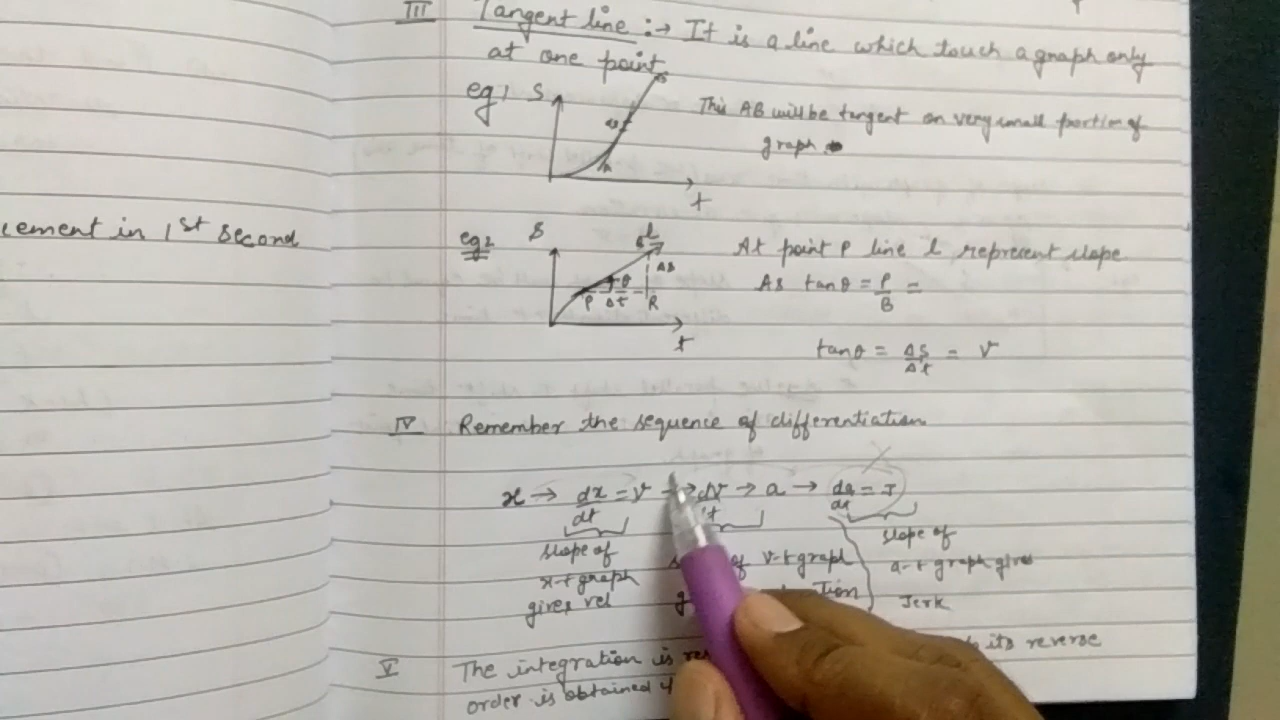 cement in 1st second
III Tangent line :→ It is a line which touch a graph only
at one point
eg1 S
This AB will be tangent on very small portion of
graph
t
eg2 S l
At point P line l represent slope
ΔS
θ
P Δt R
As tanθ = P/B =
t
tanθ = ΔS/Δt = v
IV Remember the sequence of differentiation
x → dx/dt = v → dv → a → da = J
slope of
x-t graph
gives vel
of v-t graph
slope of
a-t graph gives
Jerk
V The integration is
its reverse
order is obtained